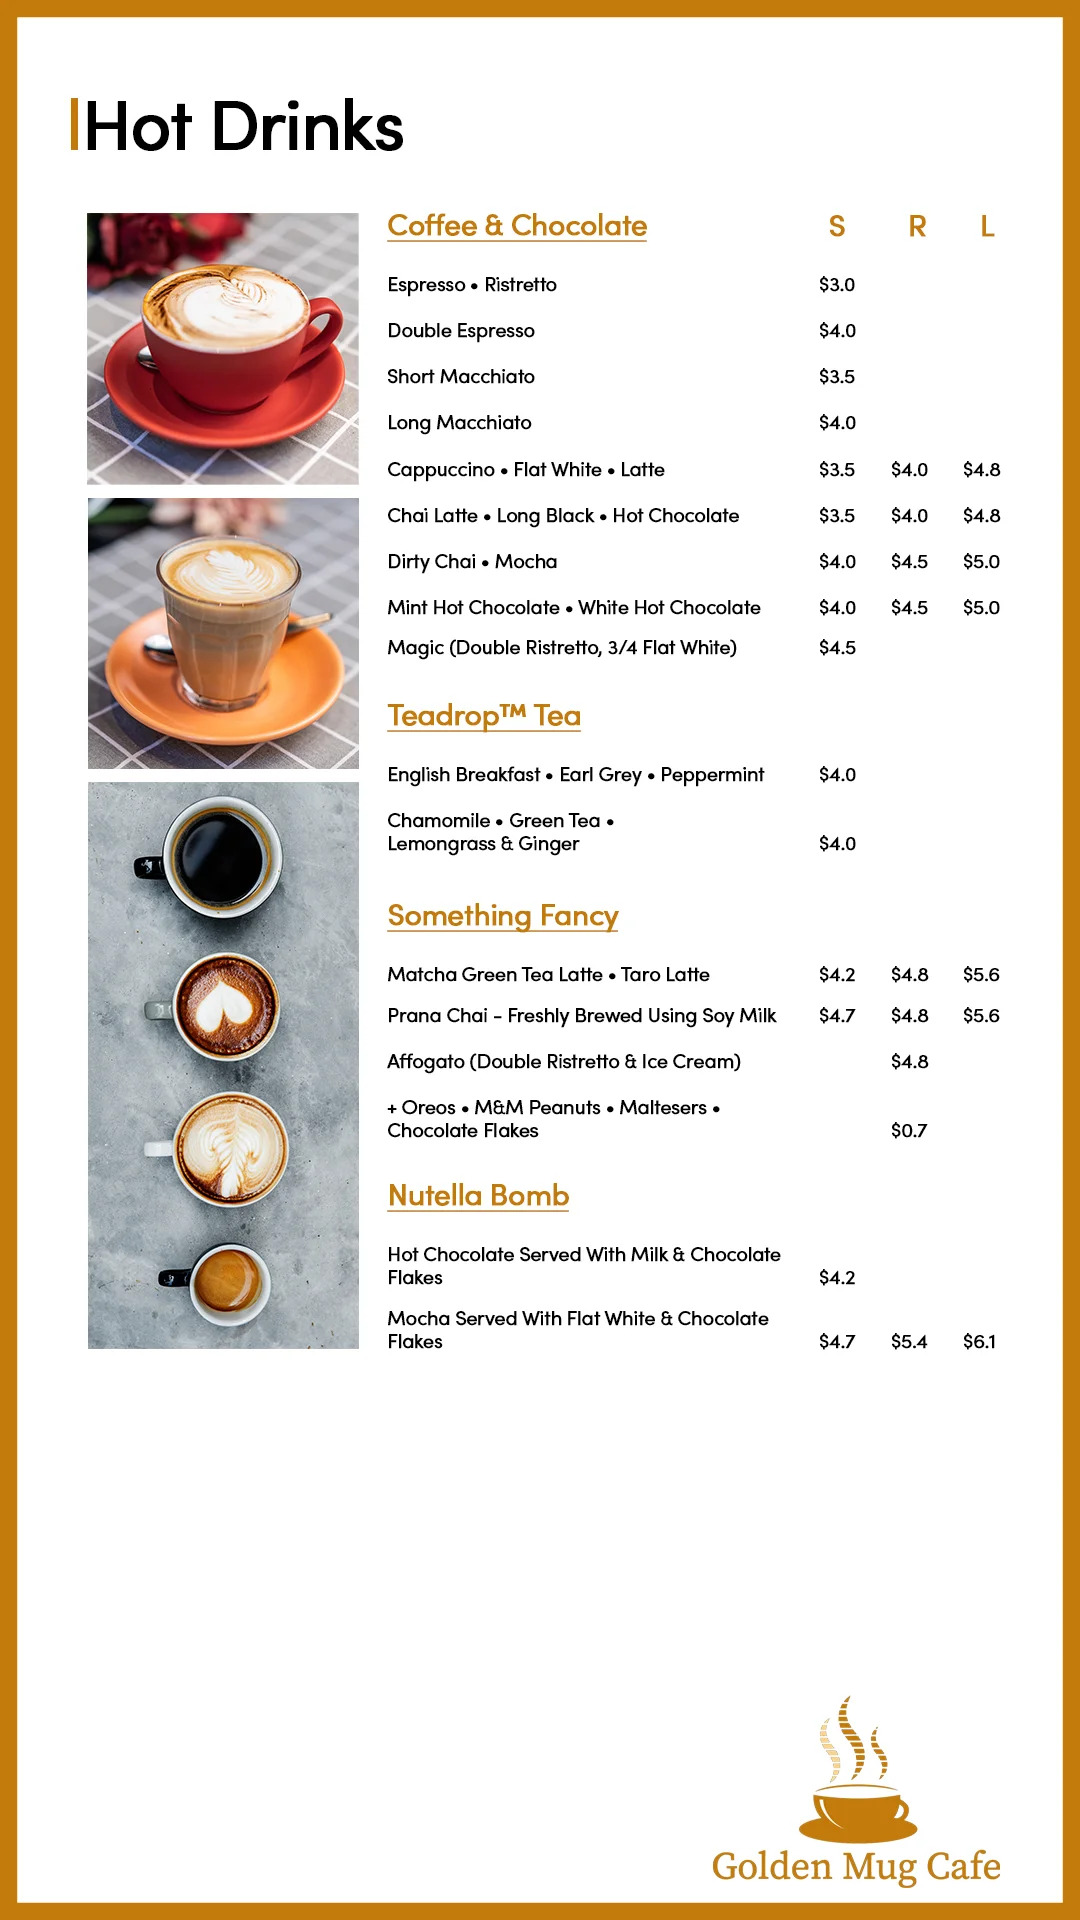 Hot Drinks
Coffee & Chocolate S R L
Espresso • Ristretto $3.0
Double Espresso $4.0
Short Macchiato $3.5
Long Macchiato $4.0
Cappuccino • Flat White • Latte $3.5 $4.0 $4.8
Chai Latte • Long Black • Hot Chocolate $3.5 $4.0 $4.8
Dirty Chai • Mocha $4.0 $4.5 $5.0
Mint Hot Chocolate • White Hot Chocolate $4.0 $4.5 $5.0
Magic (Double Ristretto, 3/4 Flat White) $4.5
Teadrop™ Tea
English Breakfast • Earl Grey • Peppermint $4.0
Chamomile • Green Tea •
Lemongrass & Ginger $4.0
Something Fancy
Matcha Green Tea Latte • Taro Latte $4.2 $4.8 $5.6
Prana Chai - Freshly Brewed Using Soy Milk $4.7 $4.8 $5.6
Affogato (Double Ristretto & Ice Cream) $4.8
+ Oreos • M&M Peanuts • Maltesers •
Chocolate Flakes $0.7
Nutella Bomb
Hot Chocolate Served With Milk & Chocolate
Flakes $4.2
Mocha Served With Flat White & Chocolate
Flakes $4.7 $5.4 $6.1
Golden Mug Cafe